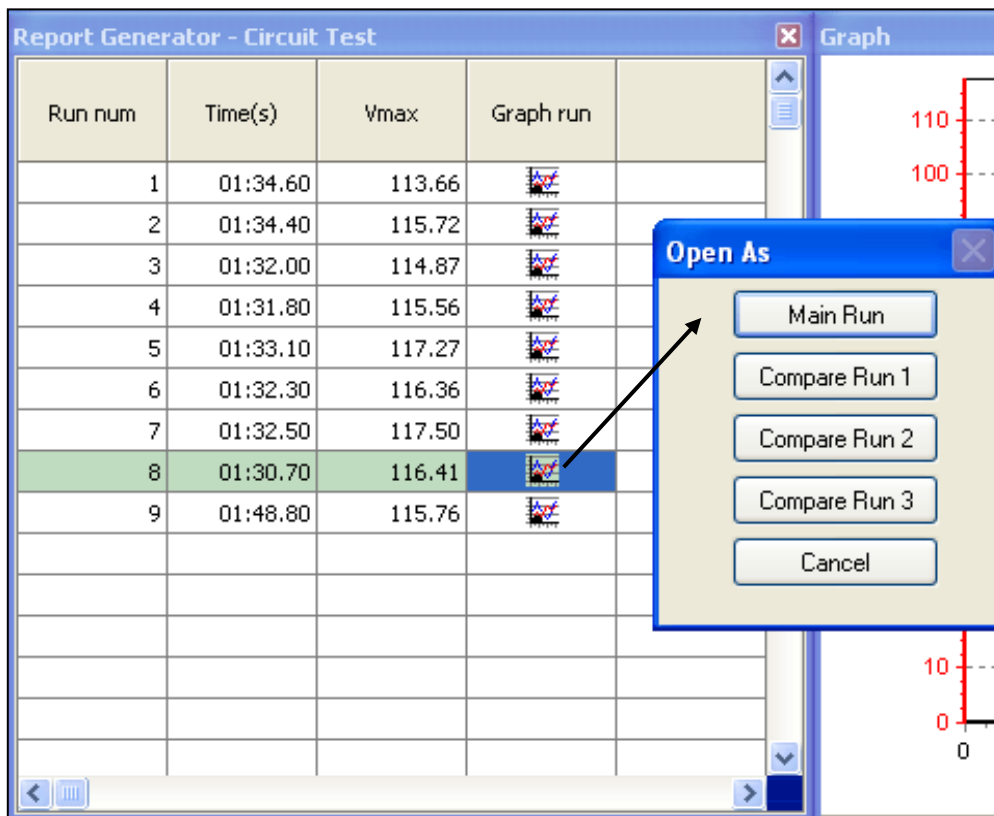 Report Generator - Circuit Test
Run num Time(s) Vmax Graph run
1 01:34.60 113.66
2 01:34.40 115.72
3 01:32.00 114.87
4 01:31.80 115.56
5 01:33.10 117.27
6 01:32.30 116.36
7 01:32.50 117.50
8 01:30.70 116.41
9 01:48.80 115.76
Graph
110
100
10
0
0
Open As
Main Run
Compare Run 1
Compare Run 2
Compare Run 3
Cancel